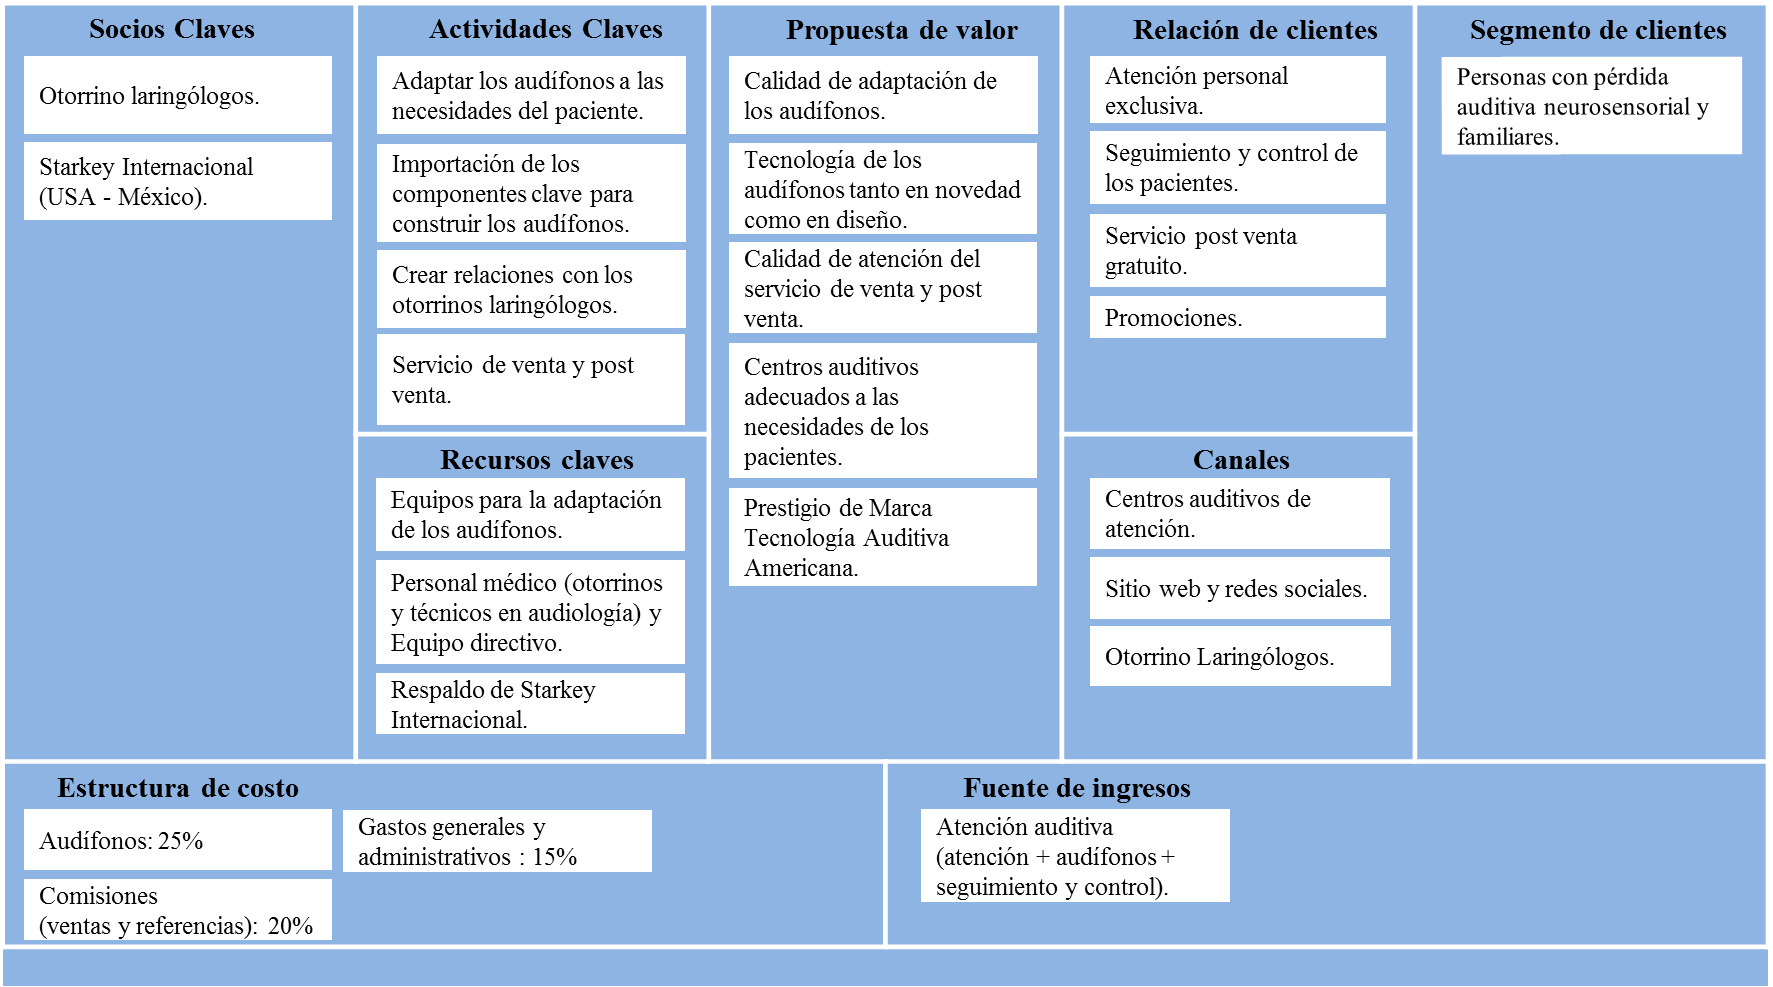 Socios Claves
Otorrino laringólogos.
Starkey Internacional
(USA - México).
Actividades Claves
Adaptar los audífonos a las
necesidades del paciente.
Importación de los
componentes clave para
construir los audífonos.
Crear relaciones con los
otorrinos laringólogos.
Servicio de venta y post
venta.
Recursos claves
Equipos para la adaptación
de los audífonos.
Personal médico (otorrinos
y técnicos en audiología) y
Equipo directivo.
Respaldo de Starkey
Internacional.
Propuesta de valor
Calidad de adaptación de
los audífonos.
Tecnología de los
audífonos tanto en novedad
como en diseño.
Calidad de atención del
servicio de venta y post
venta.
Centros auditivos
adecuados a las
necesidades de los
pacientes.
Prestigio de Marca
Tecnología Auditiva
Americana.
Relación de clientes
Atención personal
exclusiva.
Seguimiento y control de
los pacientes.
Servicio post venta
gratuito.
Promociones.
Canales
Centros auditivos de
atención.
Sitio web y redes sociales.
Otorrino Laringólogos.
Segmento de clientes
Personas con pérdida
auditiva neurosensorial y
familiares.
Estructura de costo
Audífonos: 25%
Comisiones
(ventas y referencias): 20%
Gastos generales y
administrativos : 15%
Fuente de ingresos
Atención auditiva
(atención + audífonos +
seguimiento y control).